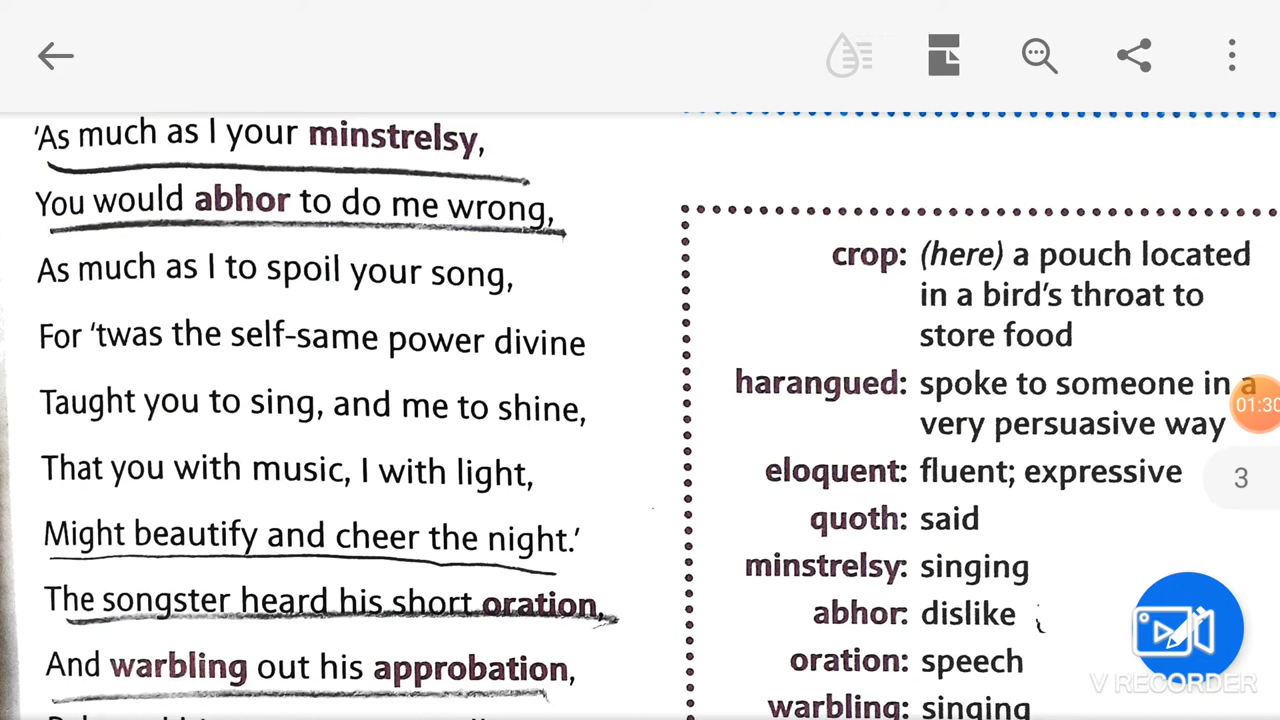 'As much as I your minstrelsy,
You would abhor to do me wrong,
As much as I to spoil your song,
For 'twas the self-same power divine
Taught you to sing, and me to shine,
That you with music, I with light,
Might beautify and cheer the night.'
The songster heard his short oration,
And warbling out his approbation,
crop: (here) a pouch located
in a bird's throat to
store food
harangued: spoke to someone in a
very persuasive way
eloquent: fluent; expressive
quoth: said
minstrelsy: singing
abhor: dislike
oration: speech
warbling: singing
01:30
3
V RECORDER